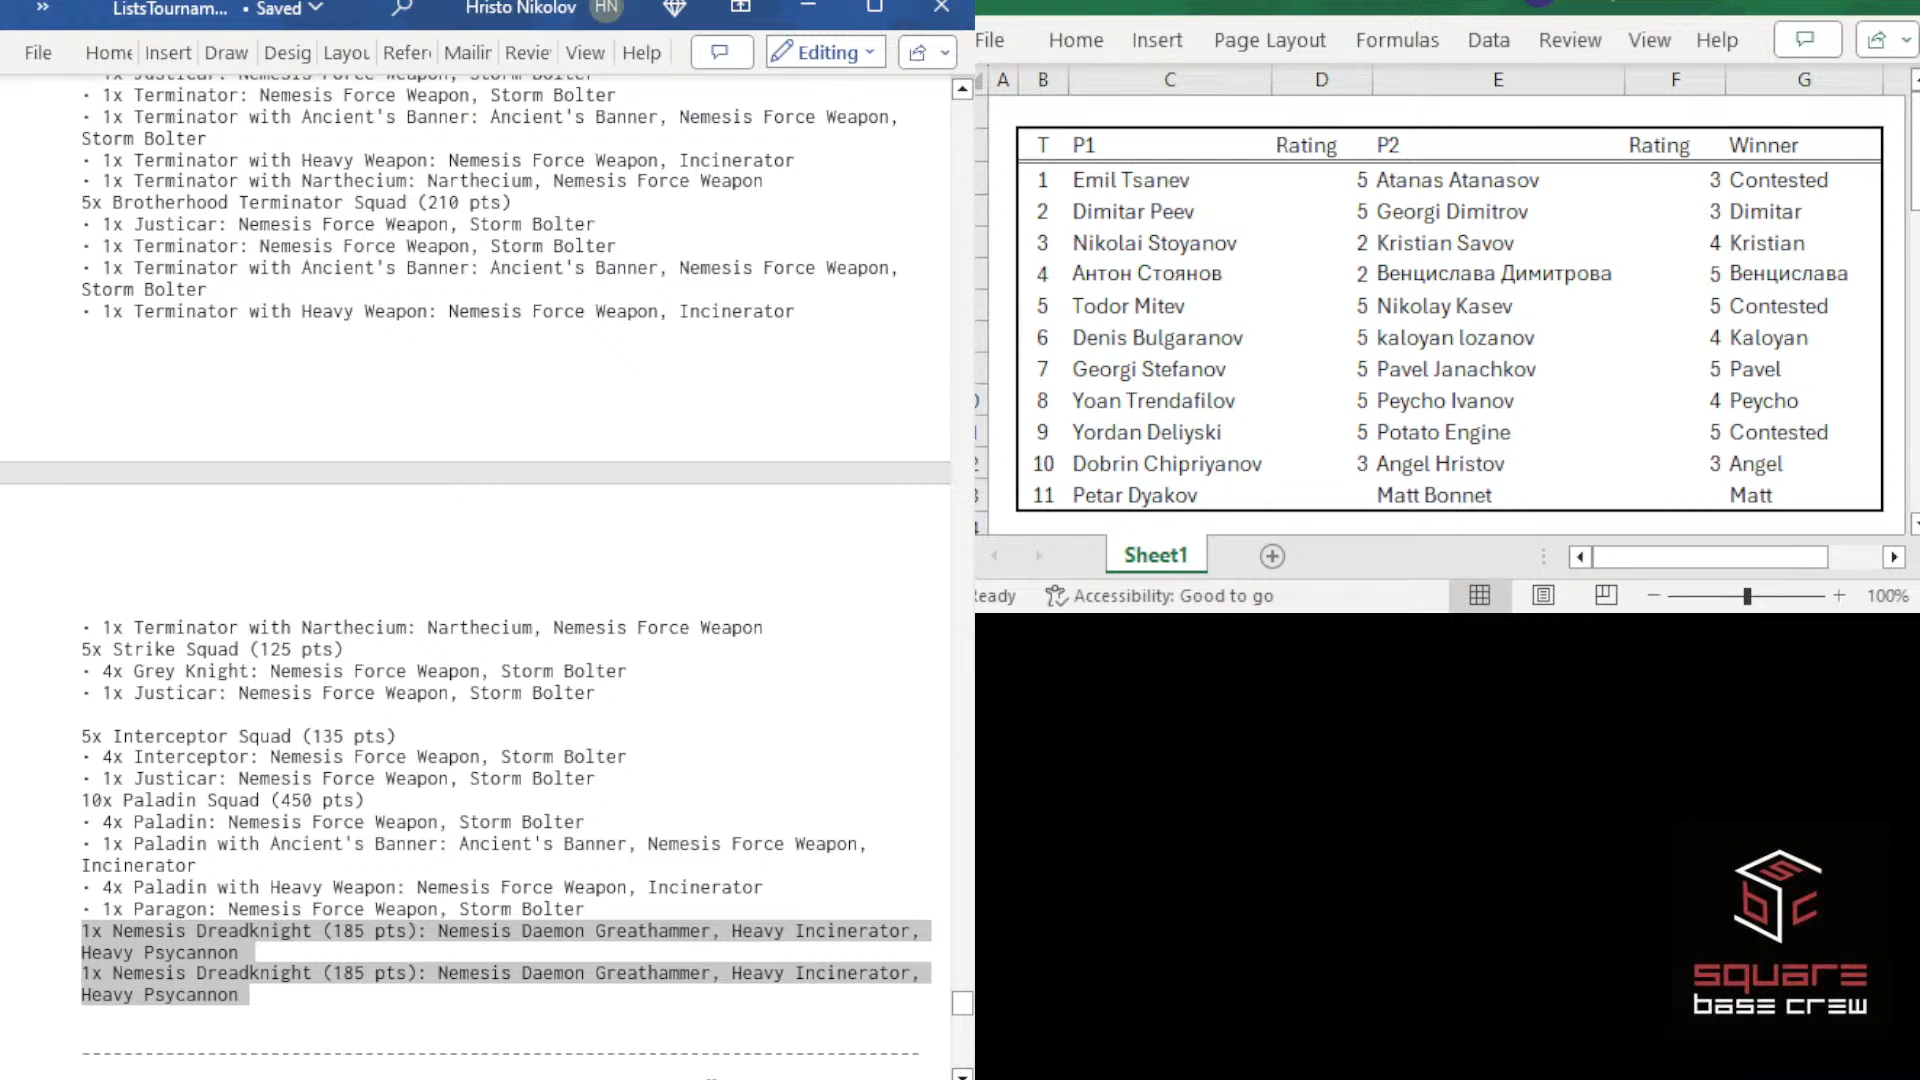 »
ListsTournam... • Saved
Hristo Nikolov
HN
File
Home
Insert
Draw
Desig
Layou
Refer
Mailin
Revie
View
Help
Editing
· 1x Justicar: Nemesis Force Weapon, Storm Bolter
· 1x Terminator: Nemesis Force Weapon, Storm Bolter
· 1x Terminator with Ancient's Banner: Ancient's Banner, Nemesis Force Weapon,
Storm Bolter
· 1x Terminator with Heavy Weapon: Nemesis Force Weapon, Incinerator
· 1x Terminator with Narthecium: Narthecium, Nemesis Force Weapon
5x Brotherhood Terminator Squad (210 pts)
· 1x Justicar: Nemesis Force Weapon, Storm Bolter
· 1x Terminator: Nemesis Force Weapon, Storm Bolter
· 1x Terminator with Ancient's Banner: Ancient's Banner, Nemesis Force Weapon,
Storm Bolter
· 1x Terminator with Heavy Weapon: Nemesis Force Weapon, Incinerator
· 1x Terminator with Narthecium: Narthecium, Nemesis Force Weapon
5x Strike Squad (125 pts)
· 4x Grey Knight: Nemesis Force Weapon, Storm Bolter
· 1x Justicar: Nemesis Force Weapon, Storm Bolter
5x Interceptor Squad (135 pts)
· 4x Interceptor: Nemesis Force Weapon, Storm Bolter
· 1x Justicar: Nemesis Force Weapon, Storm Bolter
10x Paladin Squad (450 pts)
· 4x Paladin: Nemesis Force Weapon, Storm Bolter
· 1x Paladin with Ancient's Banner: Ancient's Banner, Nemesis Force Weapon,
Incinerator
· 4x Paladin with Heavy Weapon: Nemesis Force Weapon, Incinerator
· 1x Paragon: Nemesis Force Weapon, Storm Bolter
1x Nemesis Dreadknight (185 pts): Nemesis Daemon Greathammer, Heavy Incinerator,
Heavy Psycannon
1x Nemesis Dreadknight (185 pts): Nemesis Daemon Greathammer, Heavy Incinerator,
Heavy Psycannon
--------------------------------------------------------------------------------
File Home Insert Page Layout Formulas Data Review View Help
A B C D E F G
T P1 Rating P2 Rating Winner
1 Emil Tsanev 5 Atanas Atanasov 3 Contested
2 Dimitar Peev 5 Georgi Dimitrov 3 Dimitar
3 Nikolai Stoyanov 2 Kristian Savov 4 Kristian
4 Антон Стоянов 2 Венцислава Димитрова 5 Венцислава
5 Todor Mitev 5 Nikolay Kasev 5 Contested
6 Denis Bulgaranov 5 kaloyan lozanov 4 Kaloyan
7 Georgi Stefanov 5 Pavel Janachkov 5 Pavel
8 Yoan Trendafilov 5 Peycho Ivanov 4 Peycho
9 Yordan Deliyski 5 Potato Engine 5 Contested
10 Dobrin Chipriyanov 3 Angel Hristov 3 Angel
11 Petar Dyakov Matt Bonnet Matt
Sheet1
Ready Accessibility: Good to go 100%
sbc
square
base crew